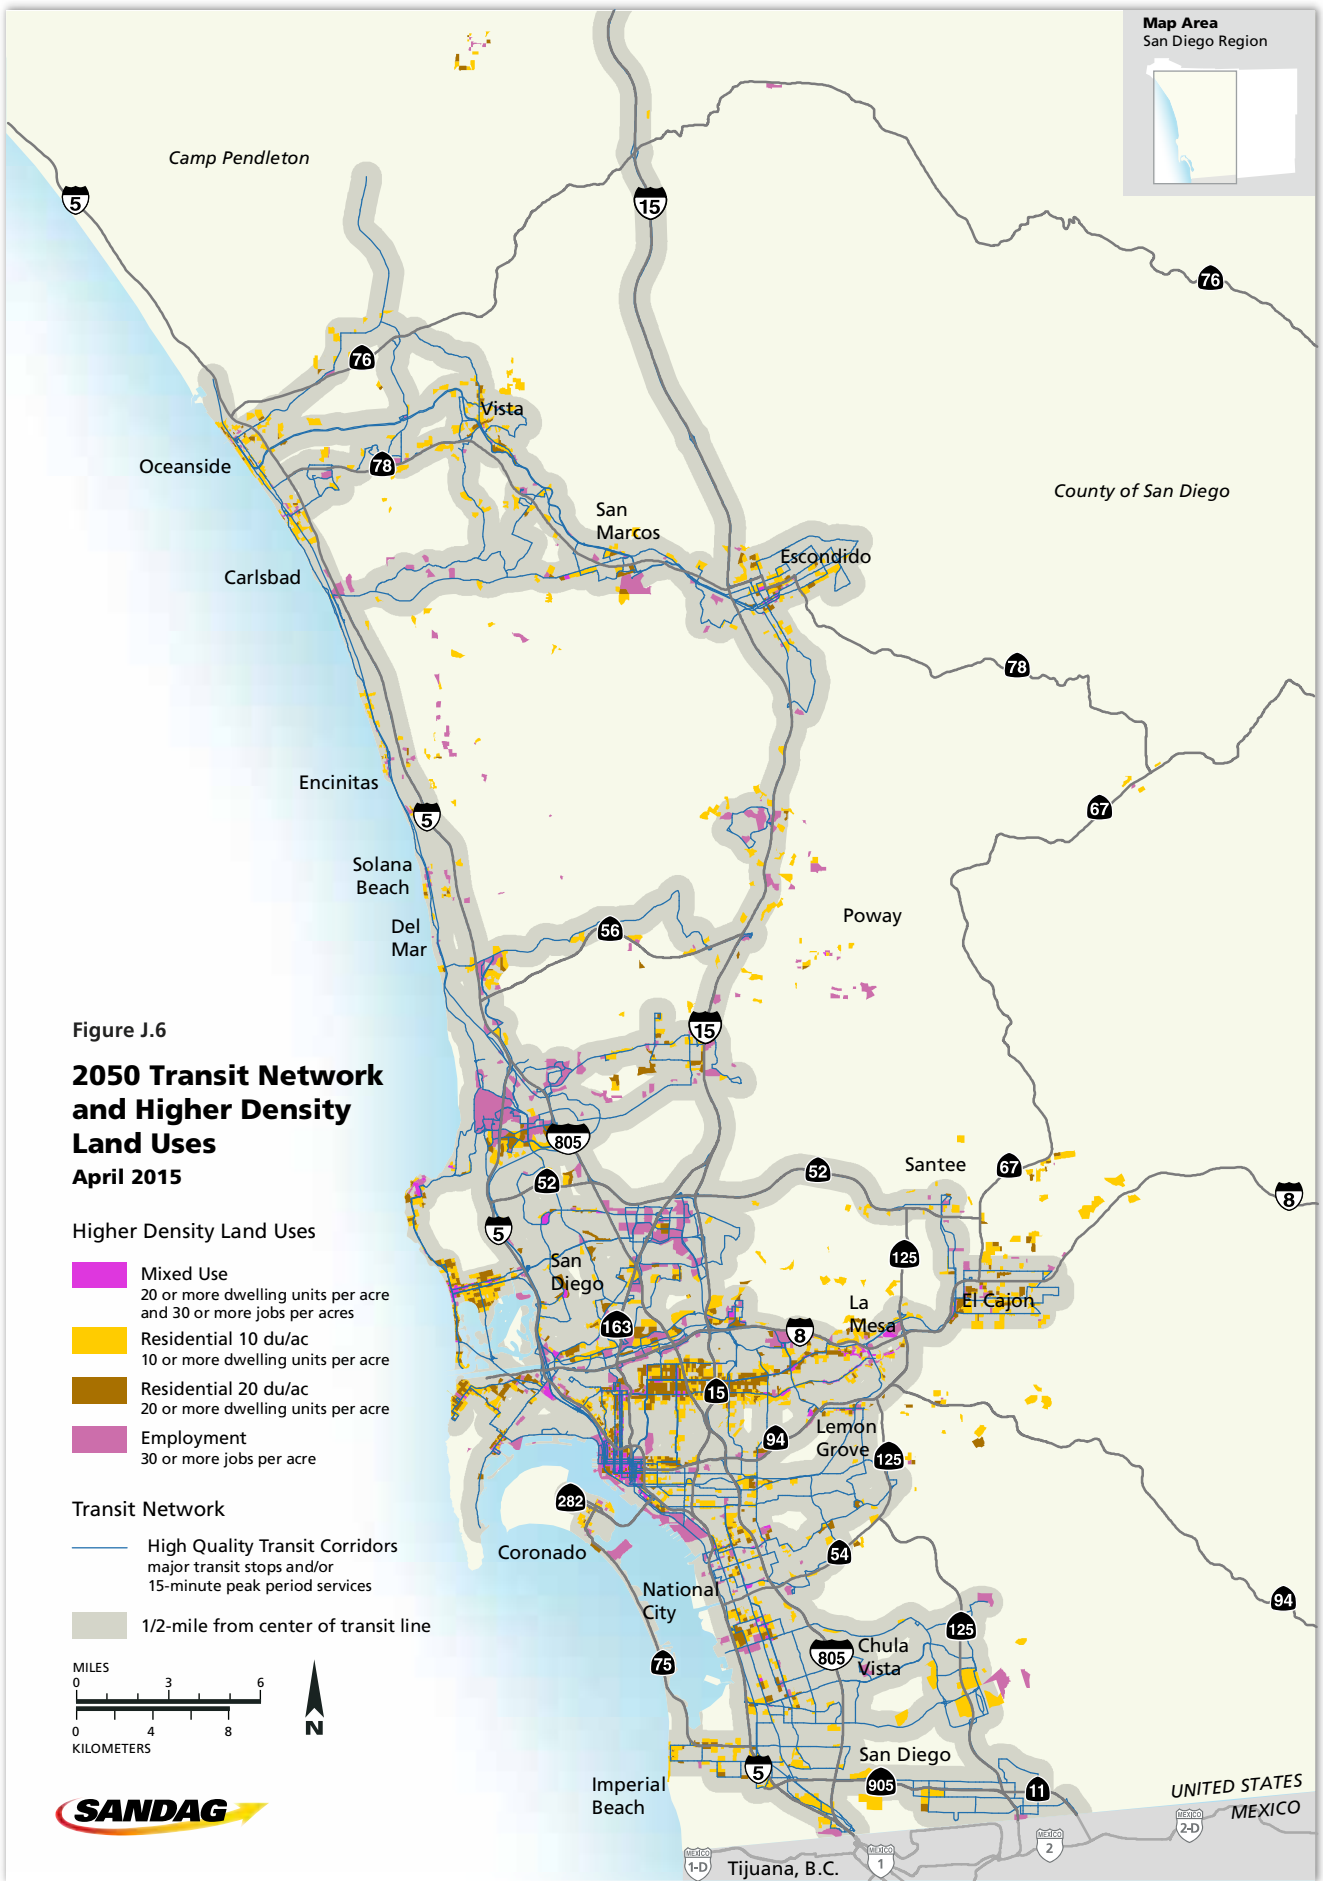 Map Area
San Diego Region
Camp Pendleton
5
15
76
76
Vista
Oceanside
78
County of San Diego
San
Marcos
Escondido
Carlsbad
78
Encinitas
5
67
Solana
Beach
Poway
Del
Mar
56
15
Figure J.6
2050 Transit Network
and Higher Density
Land Uses
April 2015
805
52
52
Santee
67
8
5
125
San
Diego
La
Mesa
El Cajon
163
8
15
94
Lemon
Grove
125
282
Coronado
54
National
City
94
125
75
805
Chula
Vista
San Diego
5
905
11
Imperial
Beach
Higher Density Land Uses
Mixed Use
20 or more dwelling units per acre
and 30 or more jobs per acres
Residential 10 du/ac
10 or more dwelling units per acre
Residential 20 du/ac
20 or more dwelling units per acre
Employment
30 or more jobs per acre
Transit Network
High Quality Transit Corridors
major transit stops and/or
15-minute peak period services
1/2-mile from center of transit line
MILES
0 3 6
0 4 8
KILOMETERS
N
SANDAG
UNITED STATES
MEXICO
MEXICO
2-D
MEXICO
2
MEXICO
1
MEXICO
1-D
Tijuana, B.C.